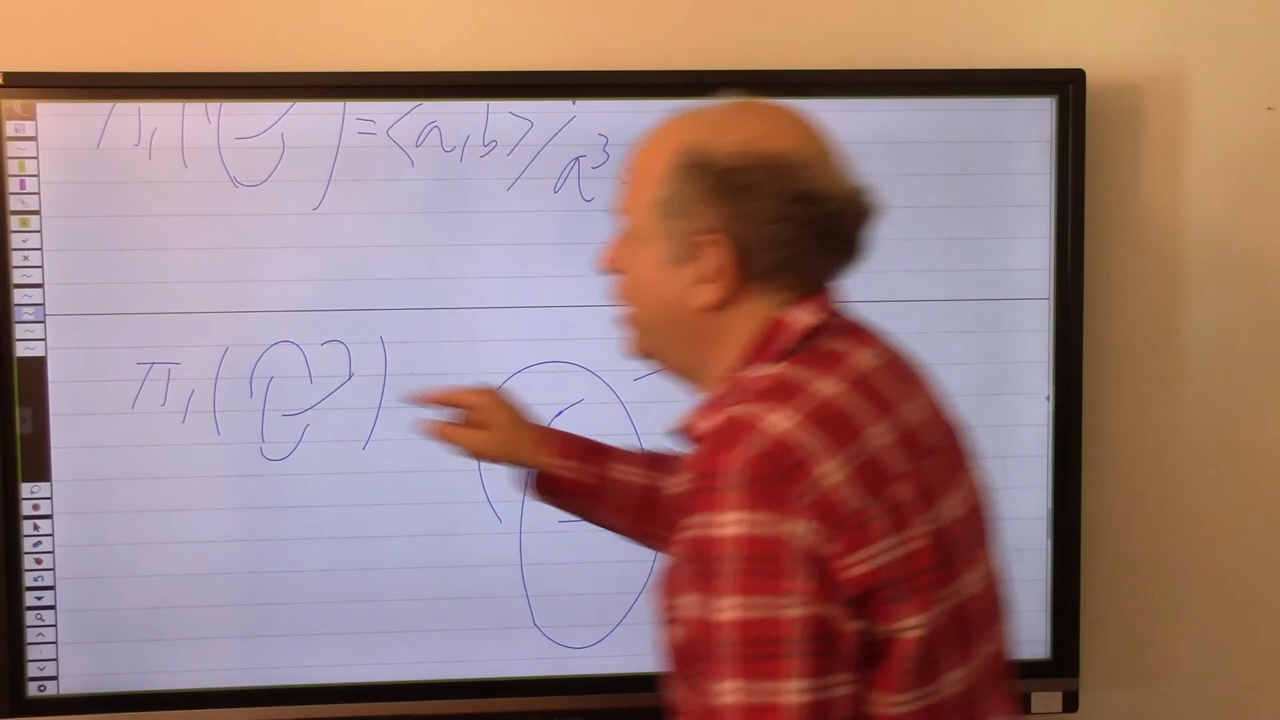 π₁( ) = <a,b>/a³
π₁( )